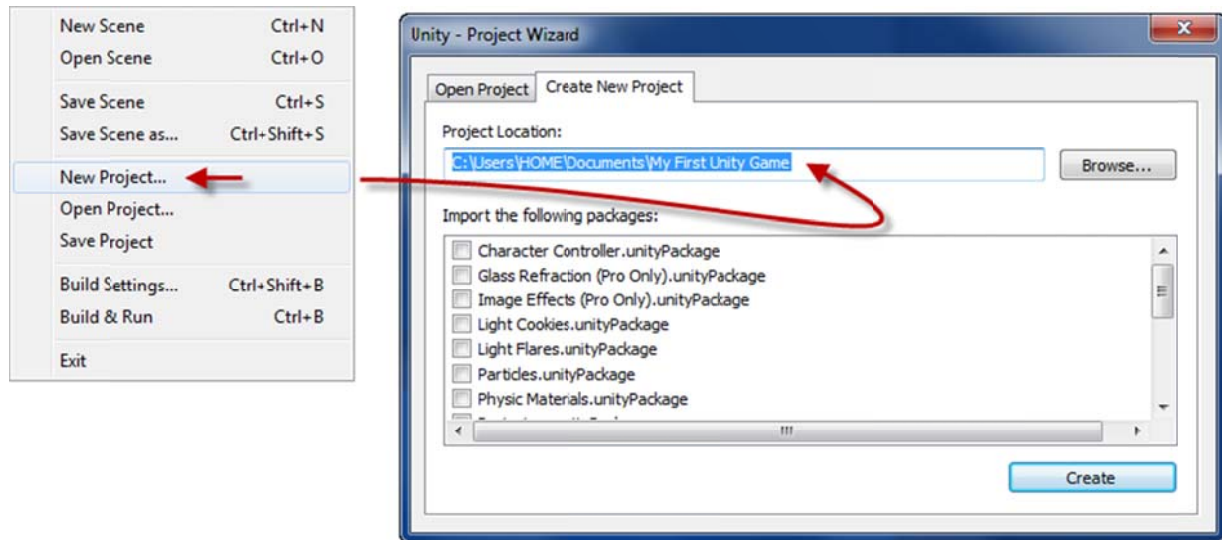 New Scene Ctrl+N
Open Scene Ctrl+O
Save Scene Ctrl+S
Save Scene as... Ctrl+Shift+S
New Project...
Open Project...
Save Project
Build Settings... Ctrl+Shift+B
Build & Run Ctrl+B
Exit
Unity - Project Wizard
Open Project Create New Project
Project Location:
C:\Users\HOME\Documents\My First Unity Game
Browse...
Import the following packages:
Character Controller.unityPackage
Glass Refraction (Pro Only).unityPackage
Image Effects (Pro Only).unityPackage
Light Cookies.unityPackage
Light Flares.unityPackage
Particles.unityPackage
Physic Materials.unityPackage
Create